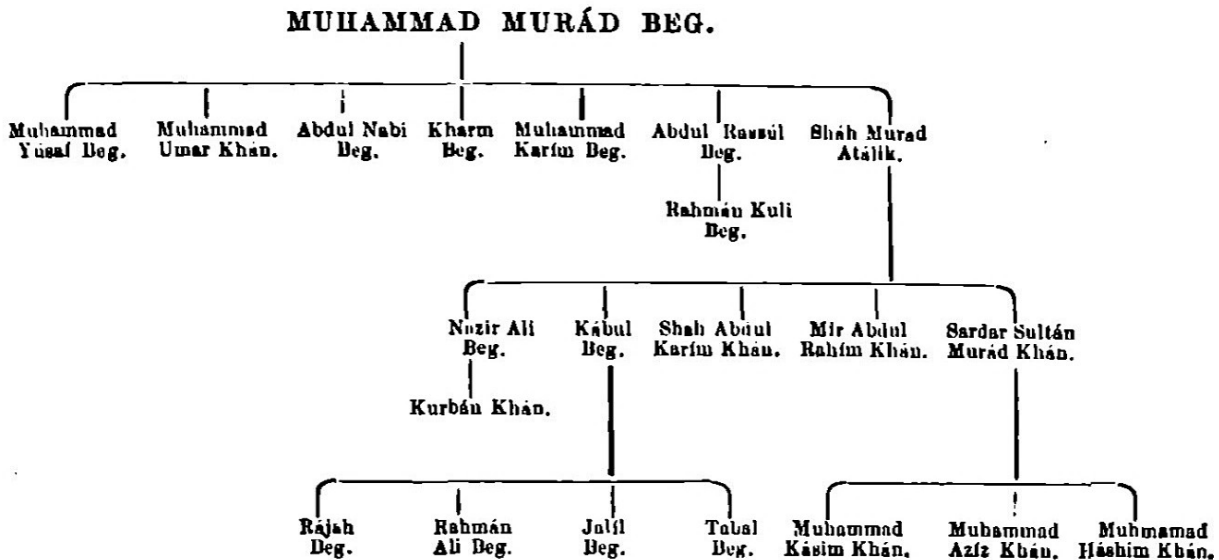 MUHAMMAD MURÁD BEG.
Muhammad Yúsaf Beg.
Muhammad Umar Khán.
Abdul Nabi Beg.
Kharm Beg.
Muhammad Karím Beg.
Abdul Rassúl Beg.
Sháh Murad Atálik.
Rahmán Kuli Beg.
Nazir Ali Beg.
Kábul Beg.
Shah Abdul Karím Khán.
Mir Abdul Rahím Khán.
Sardar Sultán Murád Khán.
Kurbán Khán.
Rájah Beg.
Rahmán Ali Beg.
Jalíl Beg.
Tabal Beg.
Muhammad Kásim Khán.
Muhammad Azíz Khán.
Muhmamad Háshim Khán.